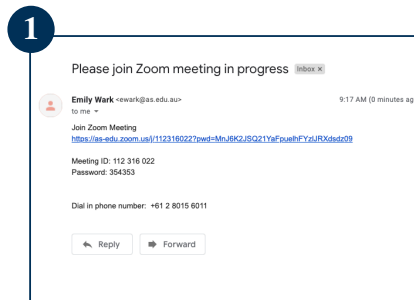 1
Please join Zoom meeting in progress Inbox ×
Emily Wark <ewark@as.edu.au> 9:17 AM (0 minutes ag
to me
Join Zoom Meeting
https://as-edu.zoom.us/j/112316022?pwd=MnJ6K2JSQ21YaFpuelhFYzlJRXdsdz09
Meeting ID: 112 316 022
Password: 354353
Dial in phone number: +61 2 8015 6011
Reply Forward